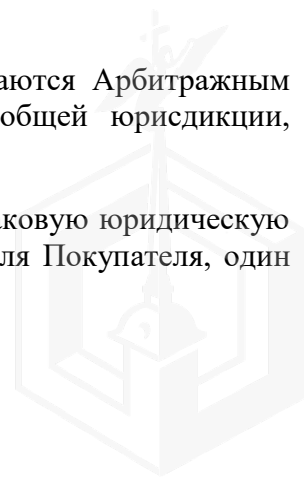 аются Арбитражным
общей юрисдикции,
аковую юридическую
ля Покупателя, один